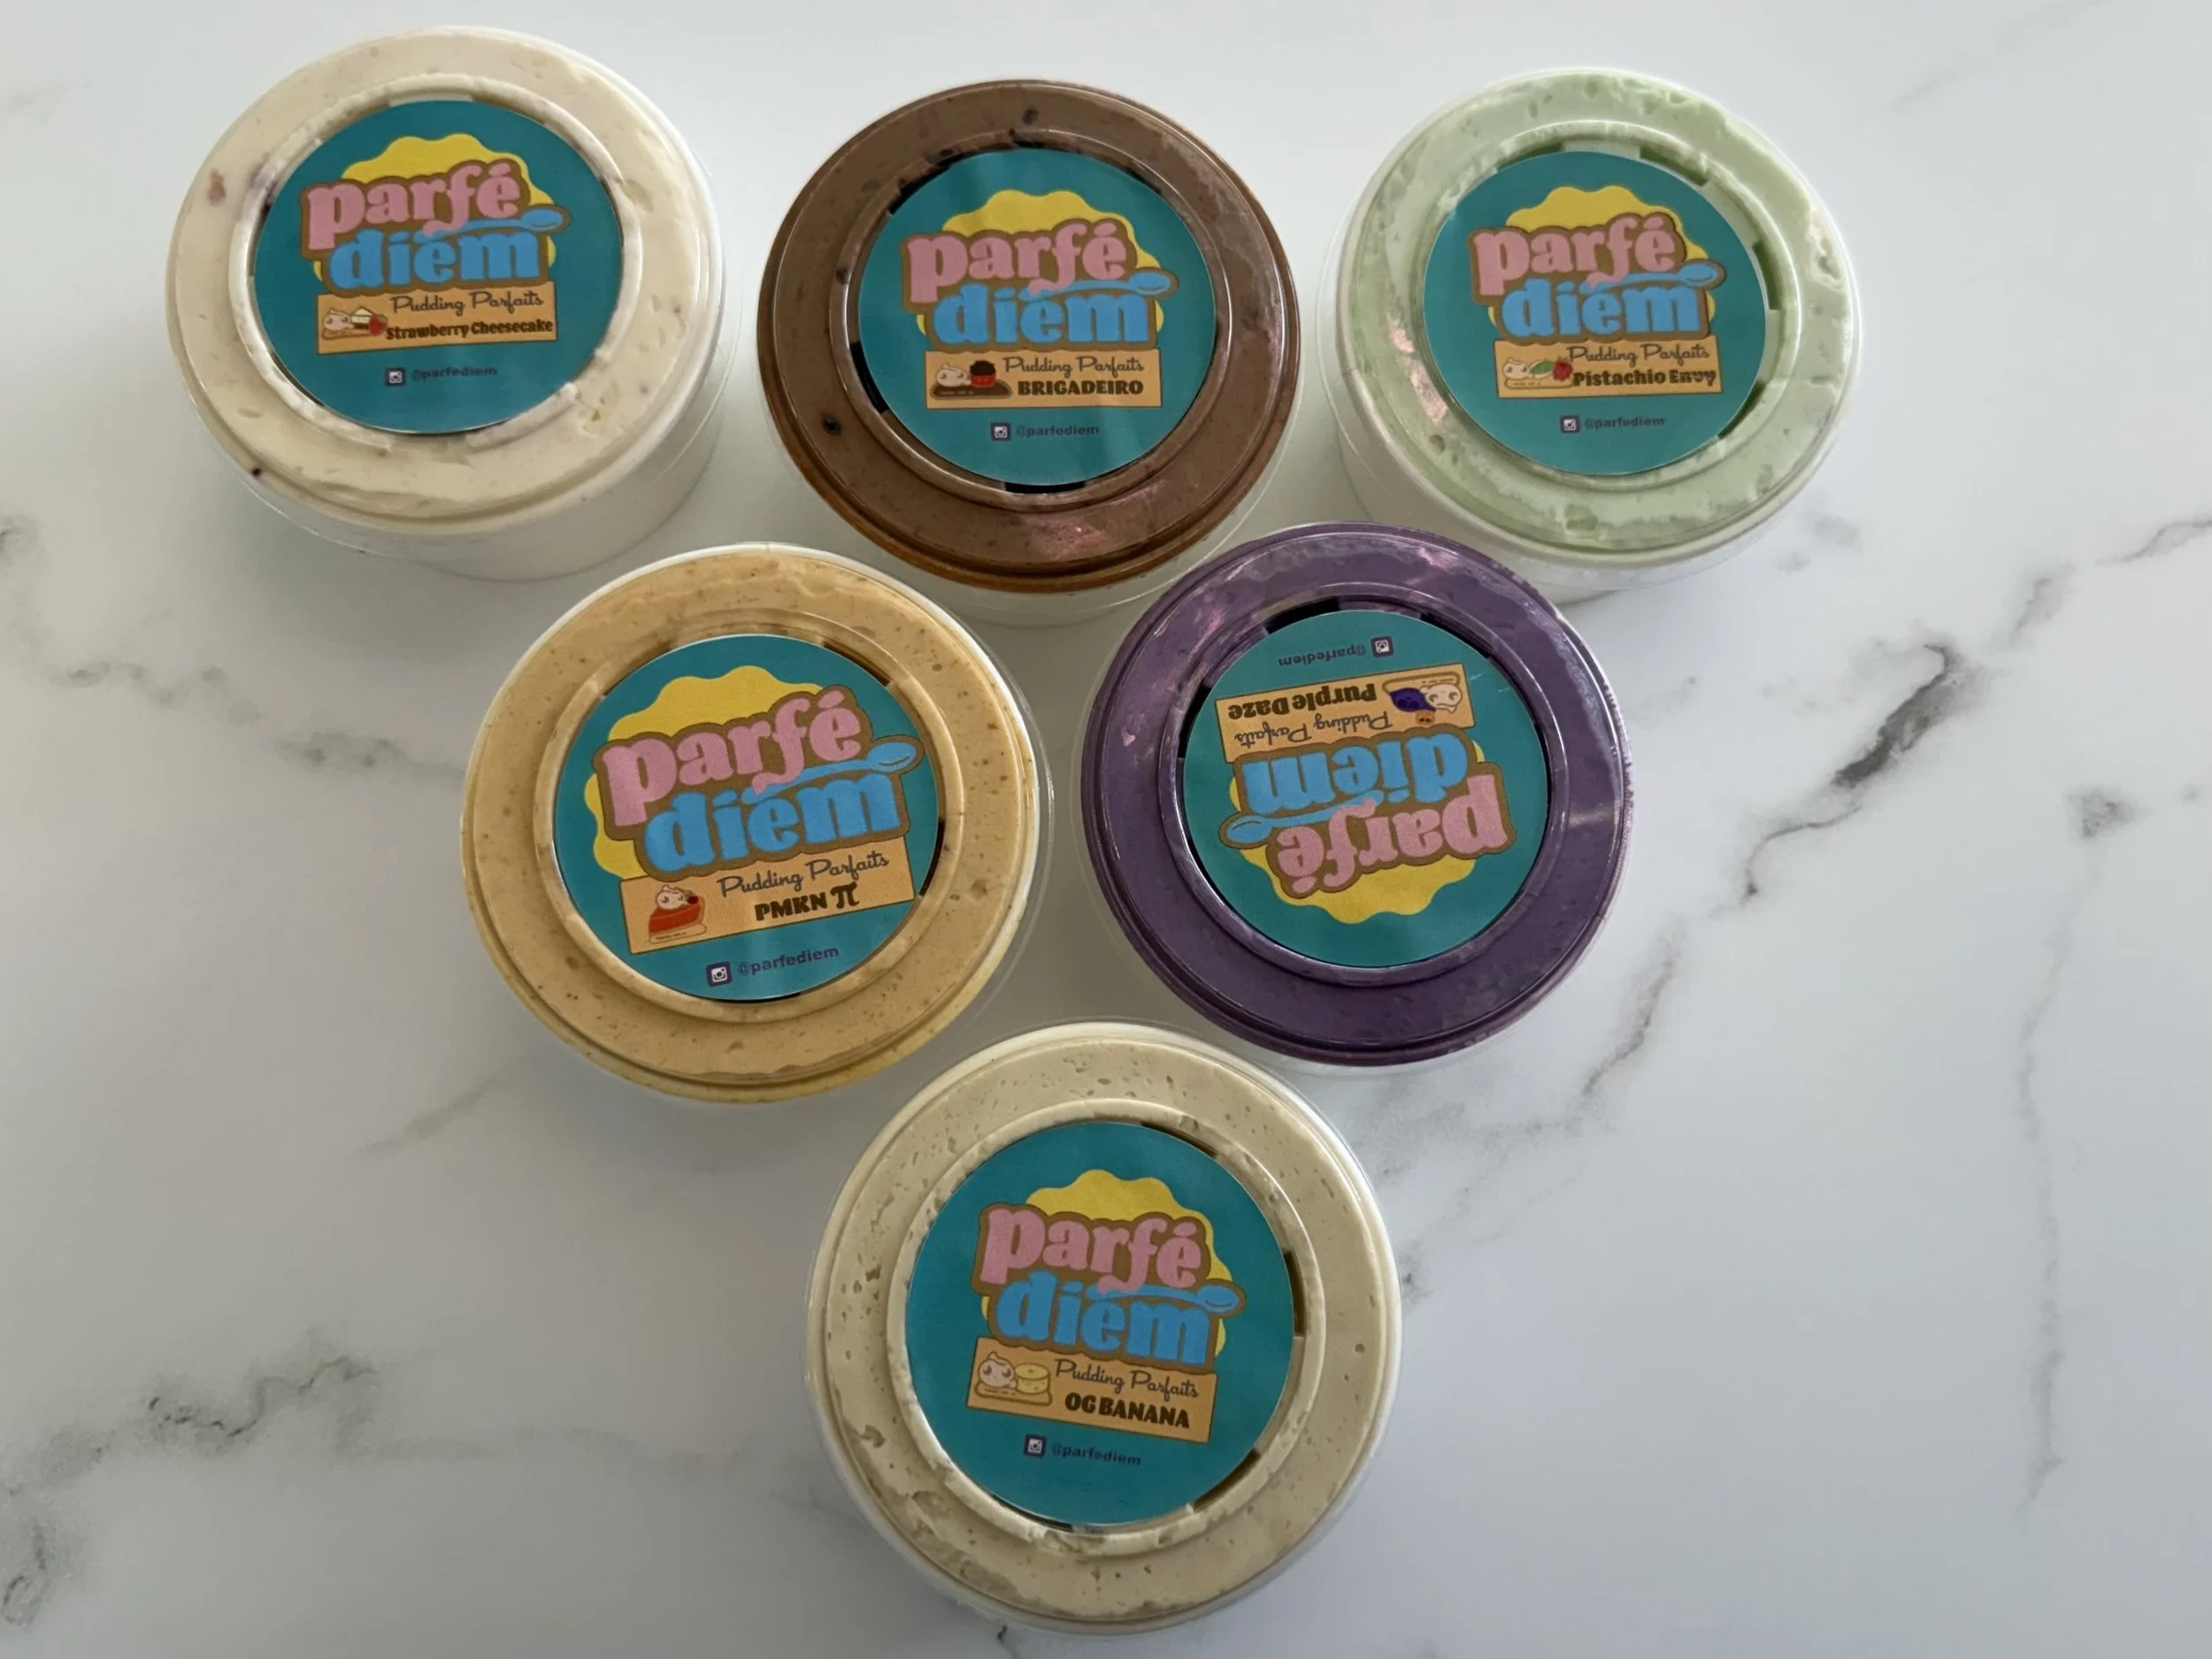 parfé
diem
Pudding Parfaits
Strawberry Cheesecake
@parfediem
parfé
diem
Pudding Parfaits
BRIGADEIRO
@parfediem
parfé
diem
Pudding Parfaits
Pistachio Envy
@parfediem
parfé
diem
Pudding Parfaits
PMKN π
@parfediem
parfé
diem
Pudding Parfaits
Purple Daze
@parfediem
parfé
diem
Pudding Parfaits
OG BANANA
@parfediem